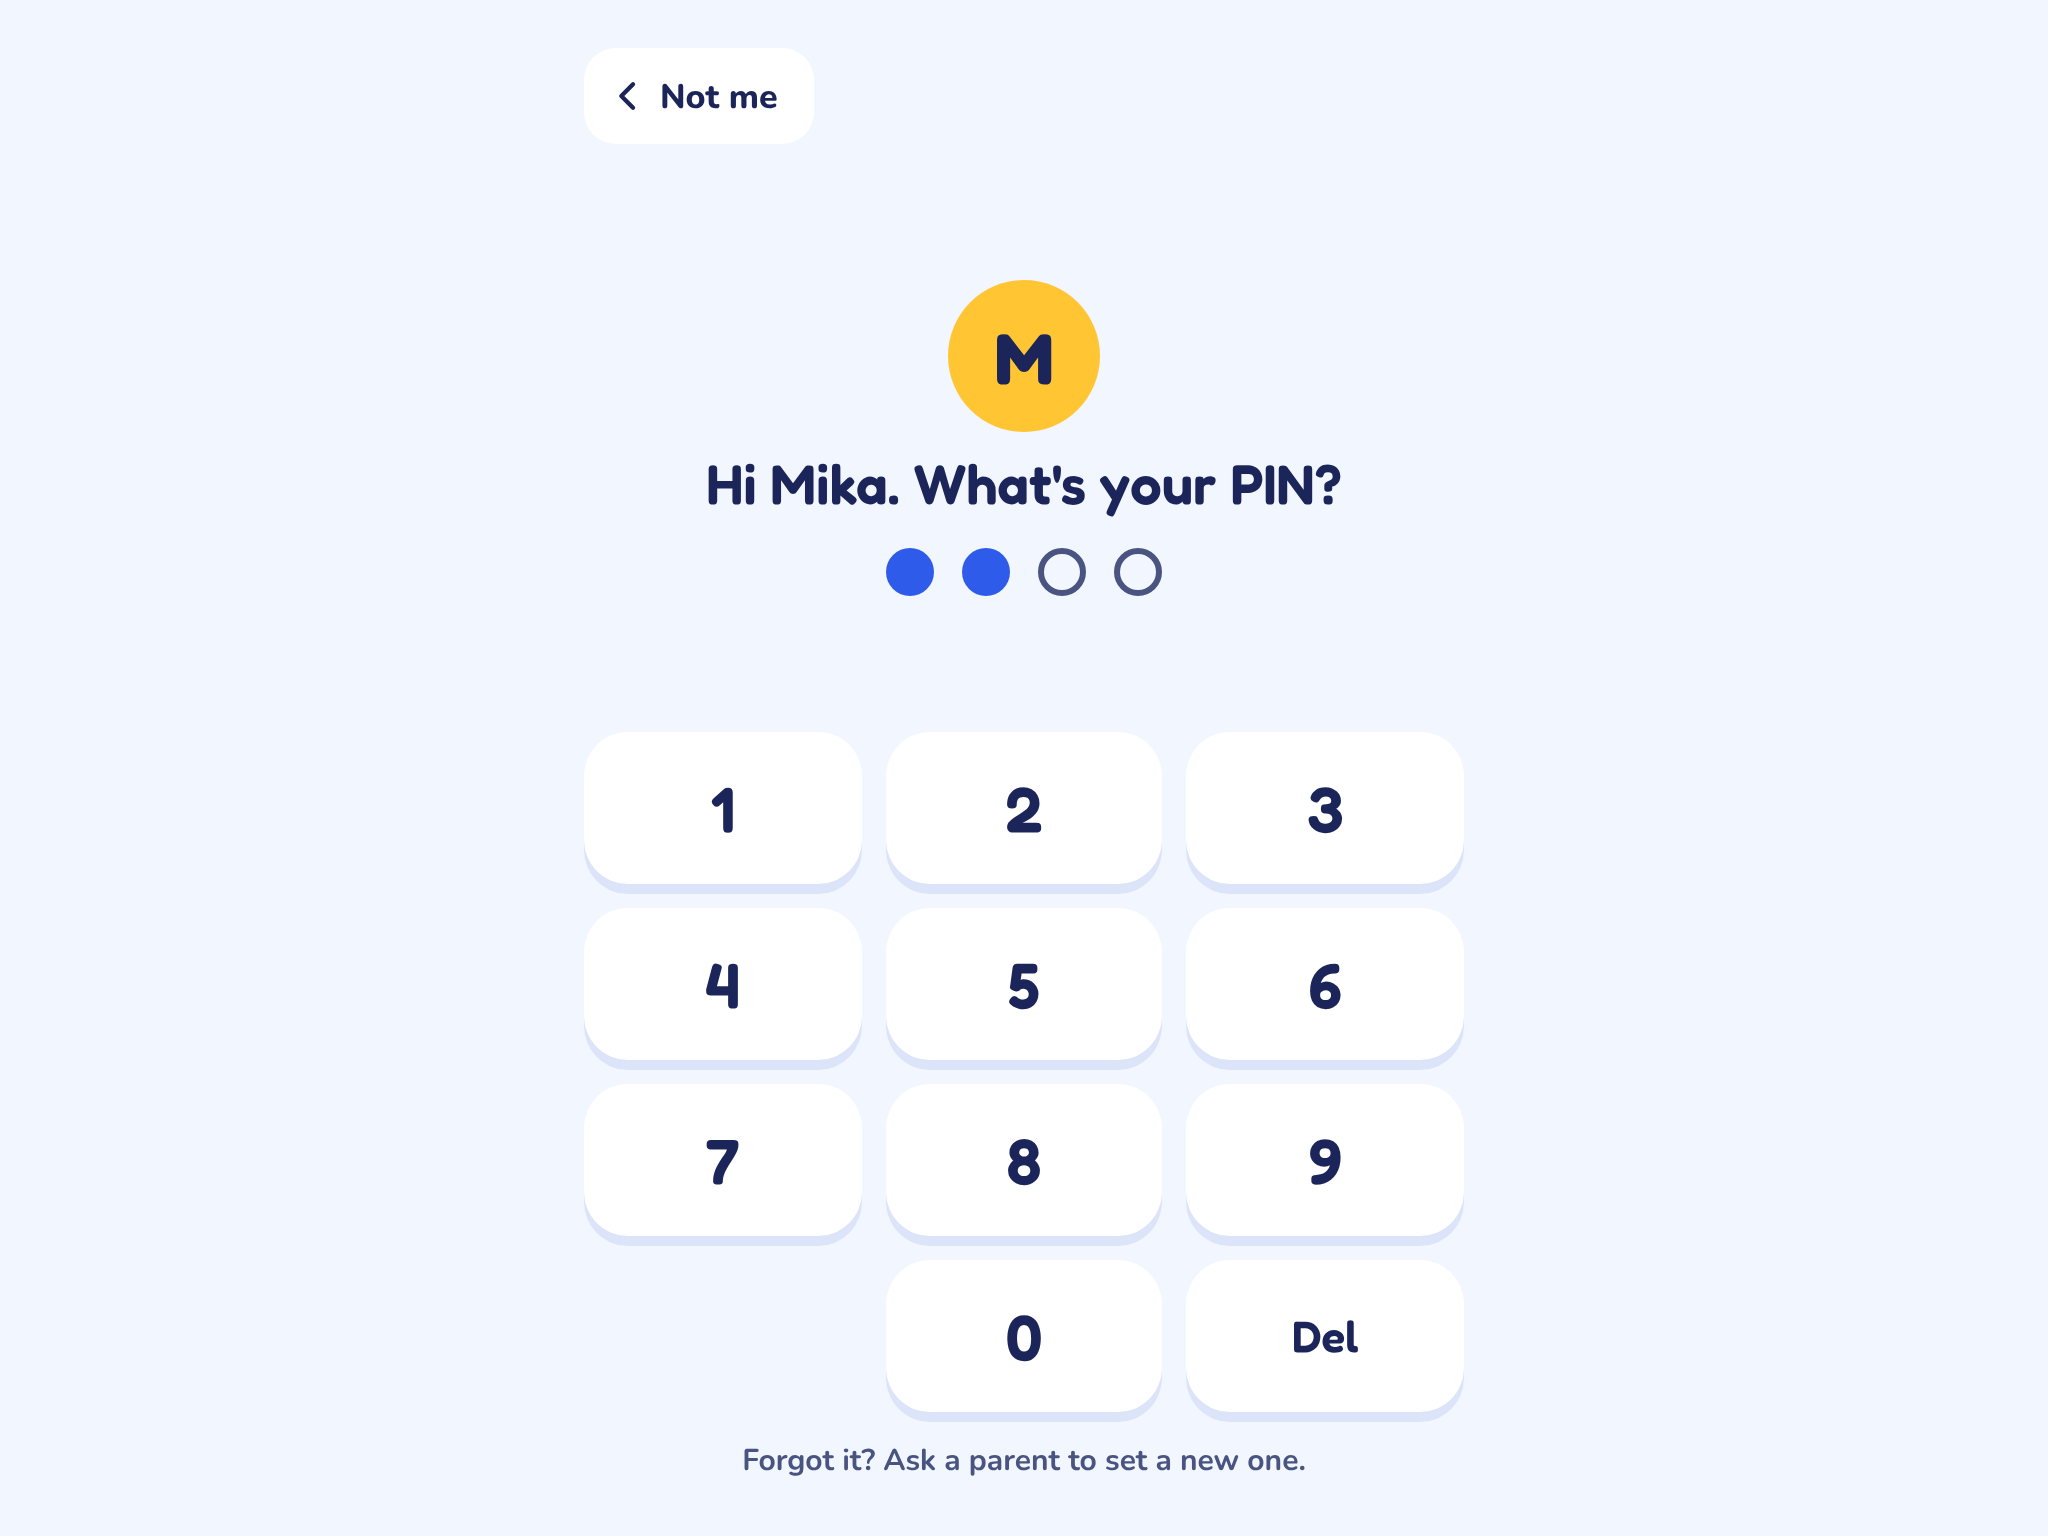 Not me
M
Hi Mika. What's your PIN?
1 2 3
4 5 6
7 8 9
0 Del
Forgot it? Ask a parent to set a new one.